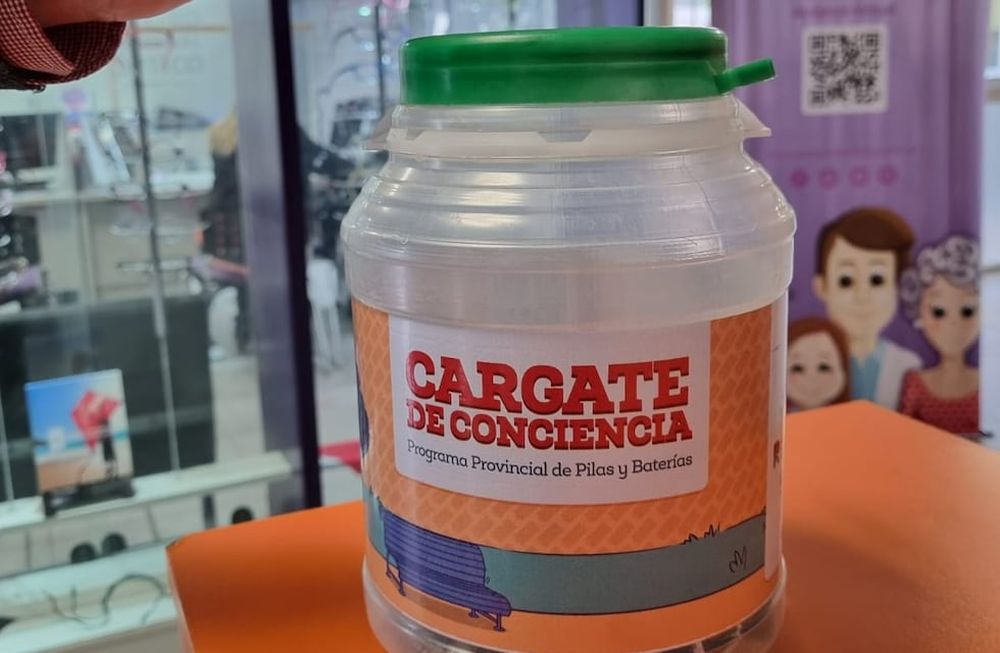 CARGATE
DE CONCIENCIA
Programa Provincial de Pilas y Baterías